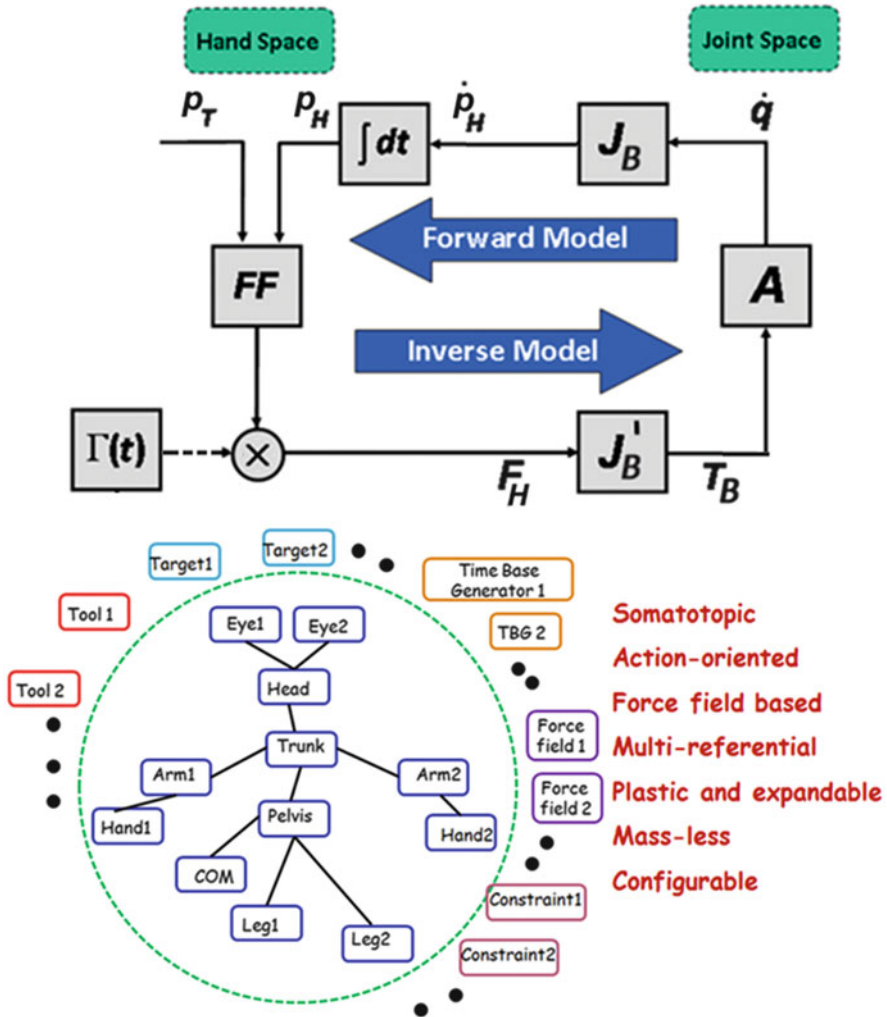 Hand Space
Joint Space
p_T
p_H
ṗ_H
q̇
∫dt
J_B
Forward Model
FF
A
Inverse Model
Γ(t)
×
F_H
J_B'
T_B
Target1
Target2
Time Base
Generator 1
Tool 1
Eye1
Eye2
TBG 2
Somatotopic
Action-oriented
Tool 2
Head
Force field based
Force
field 1
Trunk
Multi-referential
Arm1
Arm2
Force
field 2
Plastic and expandable
Hand1
Pelvis
Hand2
Mass-less
COM
Configurable
Constraint1
Leg1
Leg2
Constraint2